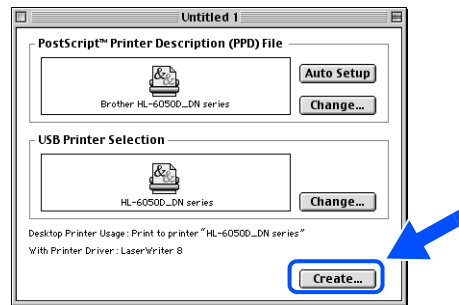 Untitled 1
PostScript™ Printer Description (PPD) File
Auto Setup
Brother HL-6050D_DN series
Change...
USB Printer Selection
HL-6050D_DN series
Change...
Desktop Printer Usage: Print to printer "HL-6050D_DN series"
With Printer Driver: LaserWriter 8
Create...